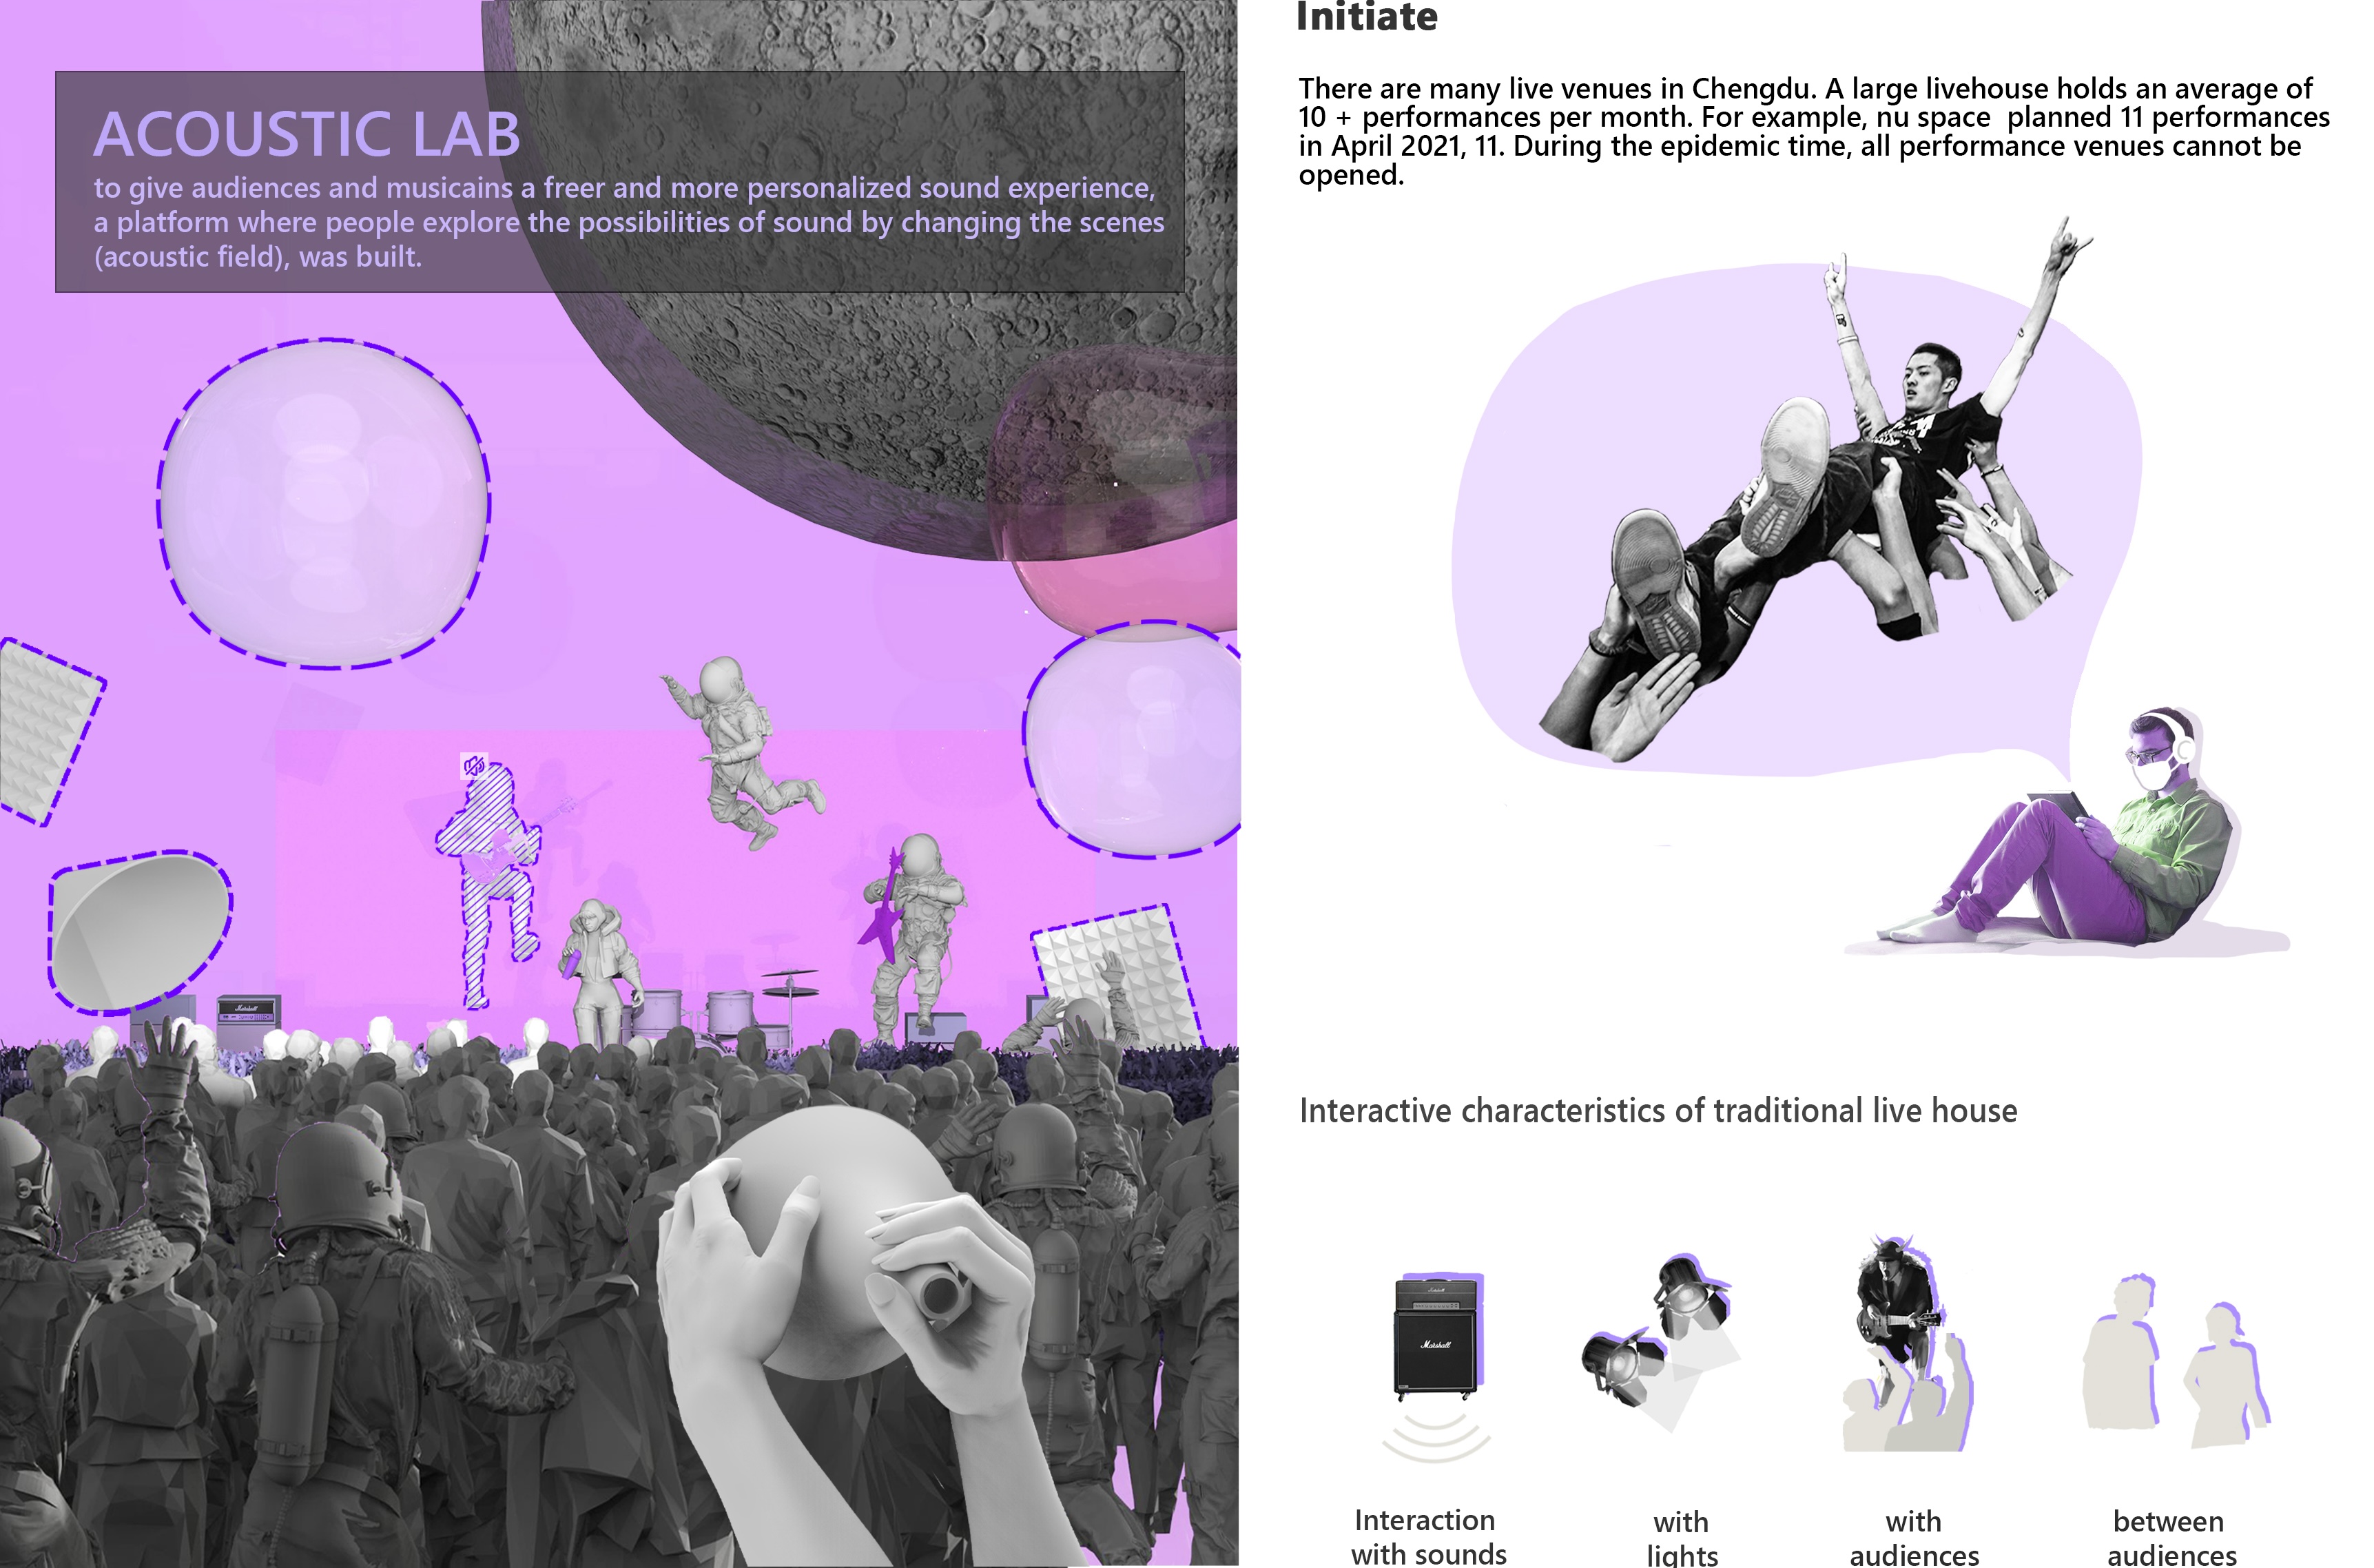 ACOUSTIC LAB
to give audiences and musicains a freer and more personalized sound experience,
a platform where people explore the possibilities of sound by changing the scenes
(acoustic field), was built.
Marshall
Initiate
There are many live venues in Chengdu. A large livehouse holds an average of
10 + performances per month. For example, nu space  planned 11 performances
in April 2021, 11. During the epidemic time, all performance venues cannot be
opened.
Interactive characteristics of traditional live house
Marshall
Marshall
Interaction
with sounds
with
lights
with
audiences
between
audiences